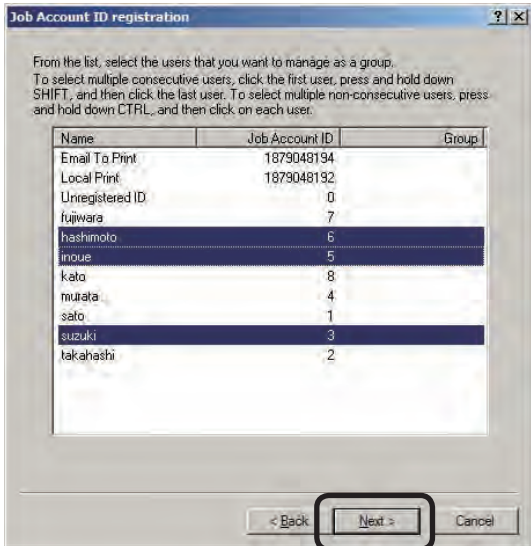 Job Account ID registration
From the list, select the users that you want to manage as a group.
To select multiple consecutive users, click the first user, press and hold down
SHIFT, and then click the last user. To select multiple non-consecutive users, press
and hold down CTRL, and then click on each user.
Name Job Account ID Group
Email To Print 1879048194
Local Print 1879048192
Unregistered ID 0
fujiwara 7
hashimoto 6
inoue 5
kato 8
murata 4
sato 1
suzuki 3
takahashi 2
< Back Next > Cancel